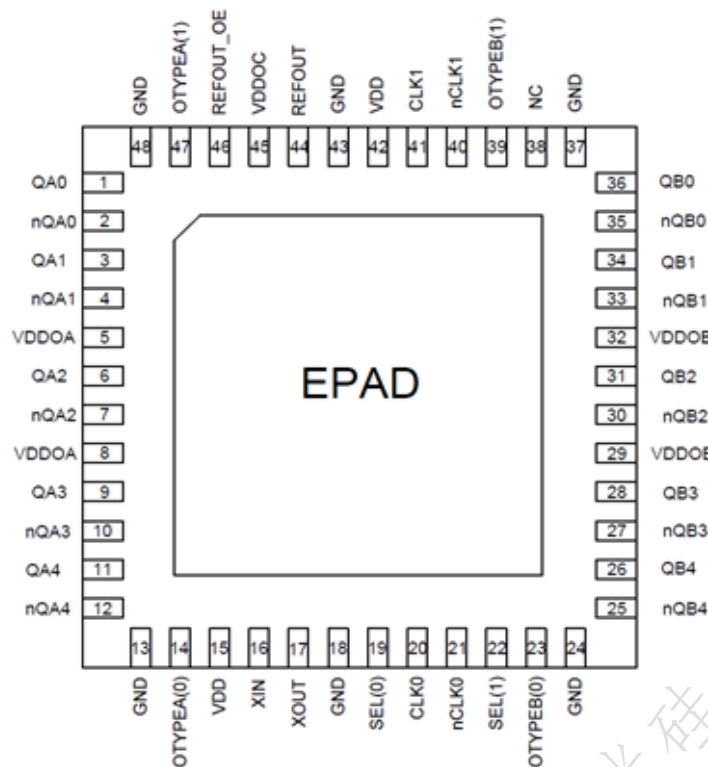 GND OTYPEA(1) REFOUT_OE VDDOC REFOUT GND VDD CLK1 nCLK1 OTYPEB(1) NC GND
48 47 46 45 44 43 42 41 40 39 38 37
QA0 1 36 QB0
nQA0 2 35 nQB0
QA1 3 34 QB1
nQA1 4 33 nQB1
VDDOA 5 32 VDDOB
QA2 6 31 QB2
EPAD
nQA2 7 30 nQB2
VDDOA 8 29 VDDOB
QA3 9 28 QB3
nQA3 10 27 nQB3
QA4 11 26 QB4
nQA4 12 25 nQB4
13 14 15 16 17 18 19 20 21 22 23 24
GND OTYPEA(0) VDD XIN XOUT GND SEL(0) CLK0 nCLK0 SEL(1) OTYPEB(0) GND